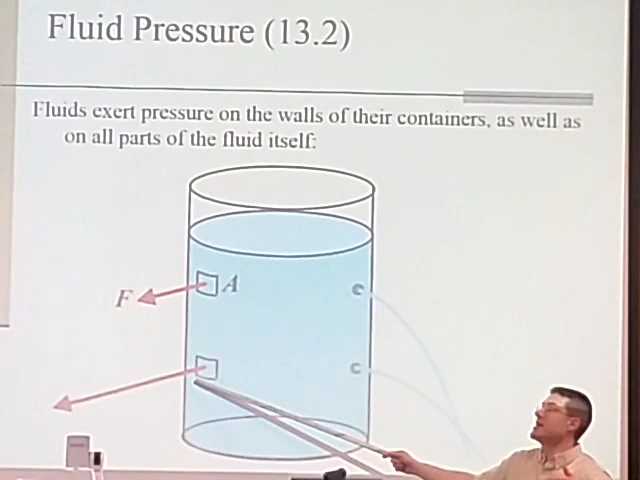 Fluid Pressure (13.2)
Fluids exert pressure on the walls of their containers, as well as
on all parts of the fluid itself:
A
F